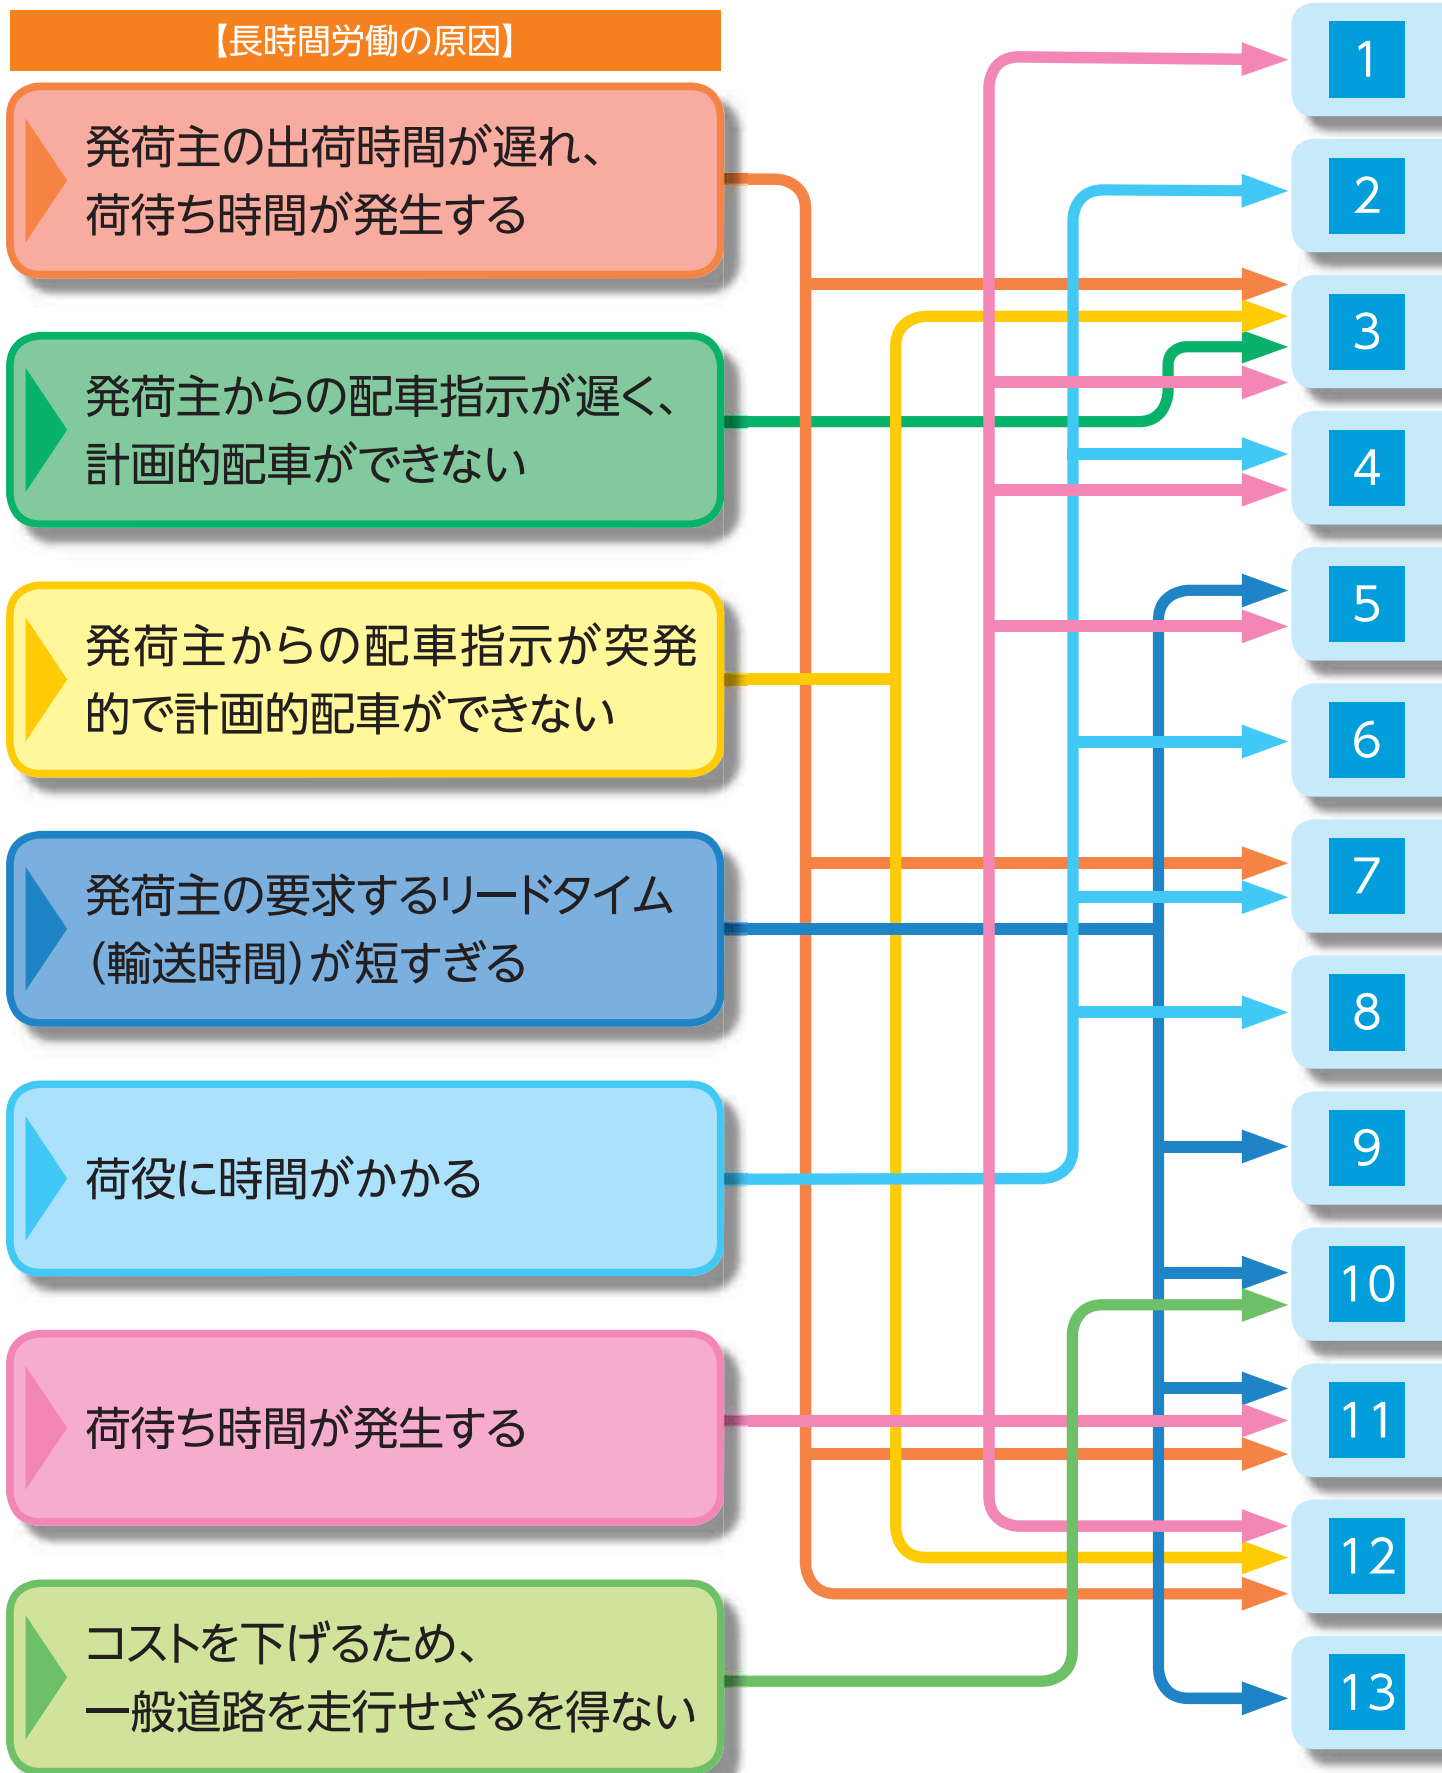 【長時間労働の原因】
発荷主の出荷時間が遅れ、
荷待ち時間が発生する
発荷主からの配車指示が遅く、
計画的配車ができない
発荷主からの配車指示が突発
的で計画的配車ができない
発荷主の要求するリードタイム
（輸送時間）が短すぎる
荷役に時間がかかる
荷待ち時間が発生する
コストを下げるため、
一般道路を走行せざるを得ない
1
2
3
4
5
6
7
8
9
10
11
12
13